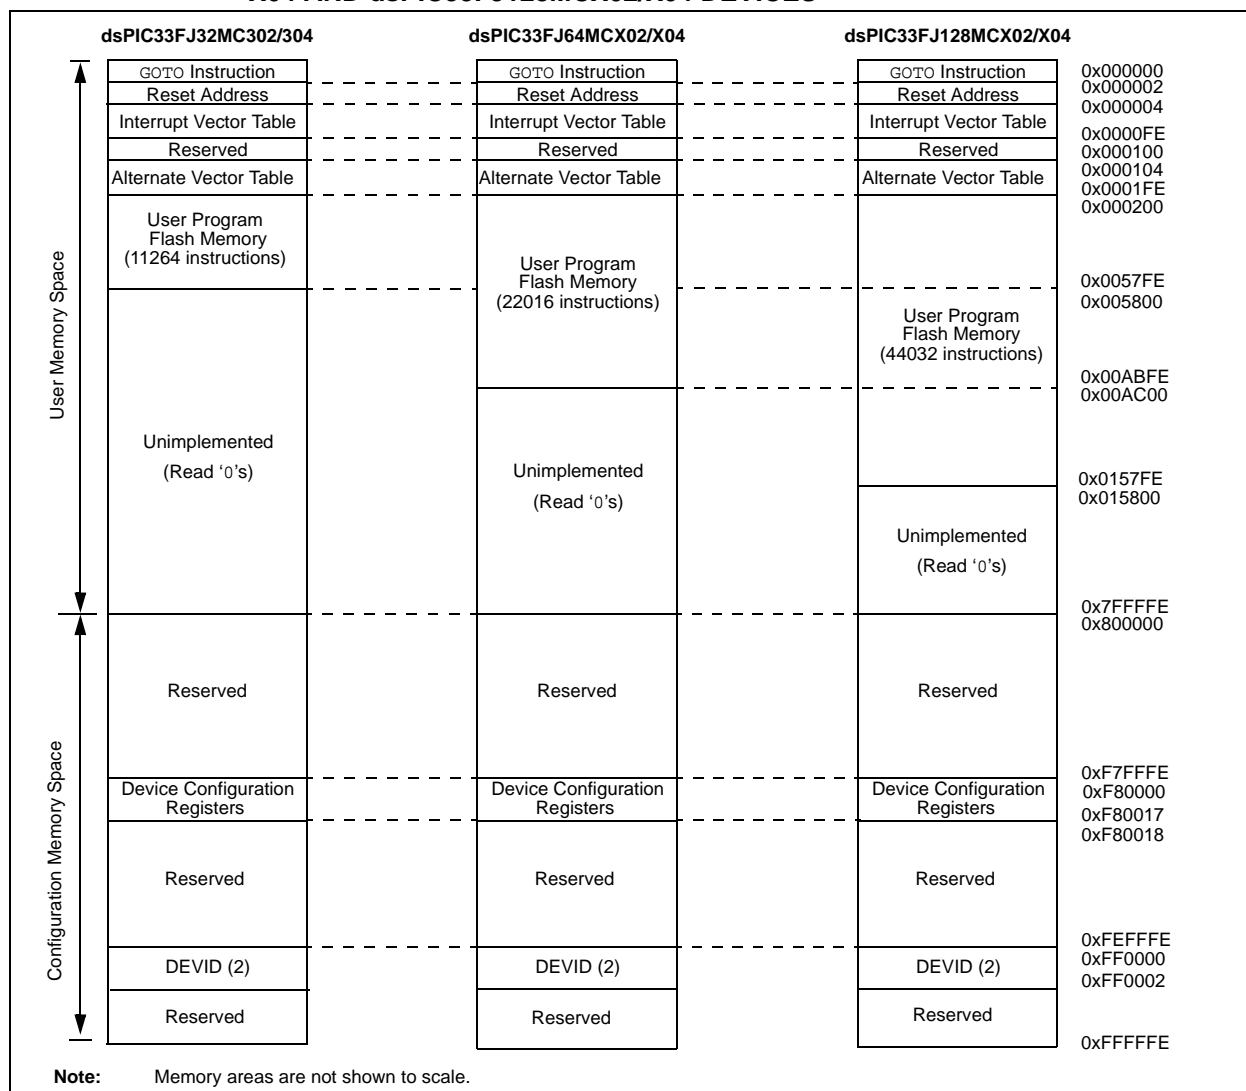 dsPIC33FJ32MC302/304
dsPIC33FJ64MCX02/X04
dsPIC33FJ128MCX02/X04
GOTO Instruction
GOTO Instruction
GOTO Instruction
0x000000
Reset Address
Reset Address
Reset Address
0x000002
0x000004
Interrupt Vector Table
Interrupt Vector Table
Interrupt Vector Table
0x0000FE
Reserved
Reserved
Reserved
0x000100
0x000104
Alternate Vector Table
Alternate Vector Table
Alternate Vector Table
0x0001FE
0x000200
User Program
Flash Memory
(11264 instructions)
User Program
Flash Memory
(22016 instructions)
User Program
Flash Memory
(44032 instructions)
0x0057FE
0x005800
0x00ABFE
0x00AC00
User Memory Space
Unimplemented
(Read ‘0’s)
Unimplemented
(Read ‘0’s)
0x0157FE
0x015800
Unimplemented
(Read ‘0’s)
0x7FFFFE
0x800000
Reserved
Reserved
Reserved
Configuration Memory Space
0xF7FFFE
Device Configuration
Registers
Device Configuration
Registers
Device Configuration
Registers
0xF80000
0xF80017
0xF80018
Reserved
Reserved
Reserved
0xFEFFFE
0xFF0000
DEVID (2)
DEVID (2)
DEVID (2)
0xFF0002
Reserved
Reserved
Reserved
0xFFFFFE
Note: Memory areas are not shown to scale.